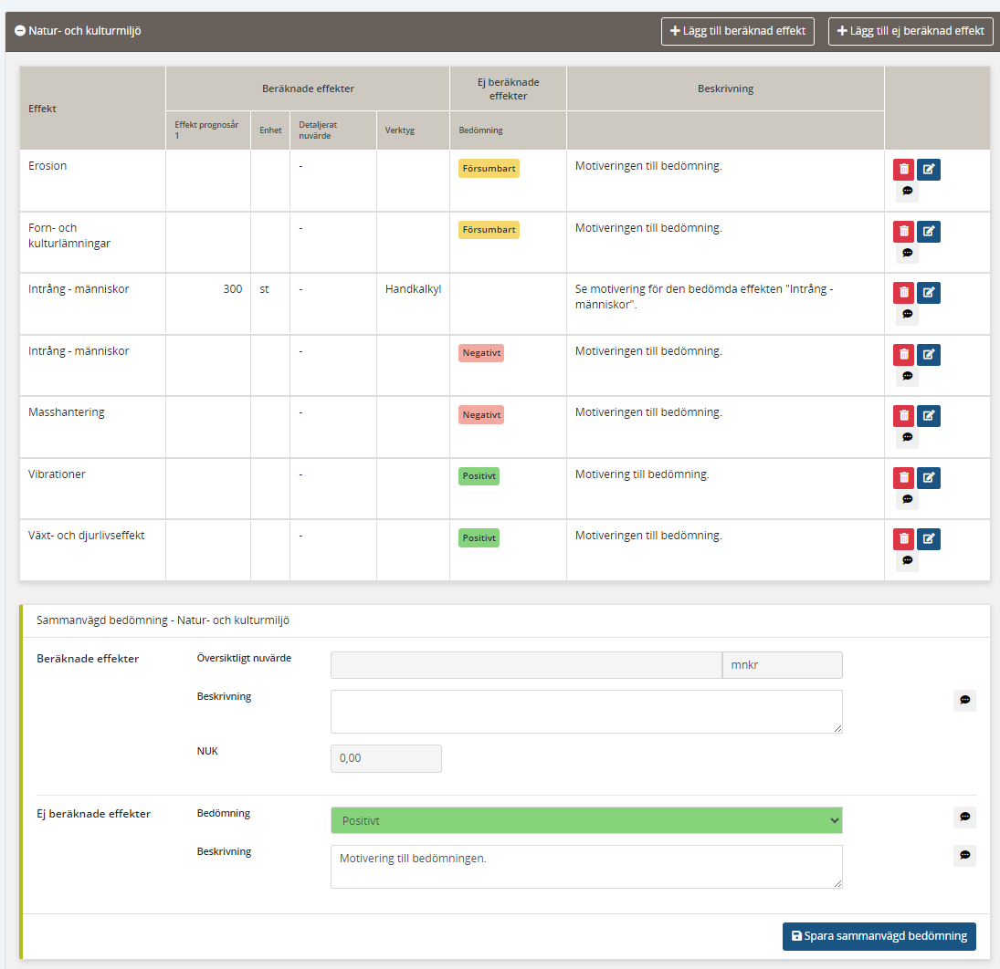 Natur- och kulturmiljö
Lägg till beräknad effekt
Lägg till ej beräknad effekt
Effekt
Beräknade effekter
Ej beräknade
effekter
Beskrivning
Effekt prognosår
1
Enhet
Detaljerat
nuvärde
Verktyg
Bedömning
Erosion
-
Försumbart
Motiveringen till bedömning.
Forn- och
kulturlämningar
-
Försumbart
Motiveringen till bedömning.
Intrång - människor
300
st
-
Handkalkyl
Se motivering för den bedömda effekten "Intrång -
människor".
Intrång - människor
-
Negativt
Motiveringen till bedömning.
Masshantering
-
Negativt
Motiveringen till bedömning.
Vibrationer
-
Positivt
Motivering till bedömning.
Växt- och djurlivseffekt
-
Positivt
Motiveringen till bedömning.
Sammanvägd bedömning - Natur- och kulturmiljö
Beräknade effekter
Översiktligt nuvärde
mnkr
Beskrivning
NUK
0,00
Ej beräknade effekter
Bedömning
Positivt
Beskrivning
Motivering till bedömningen.
Spara sammanvägd bedömning